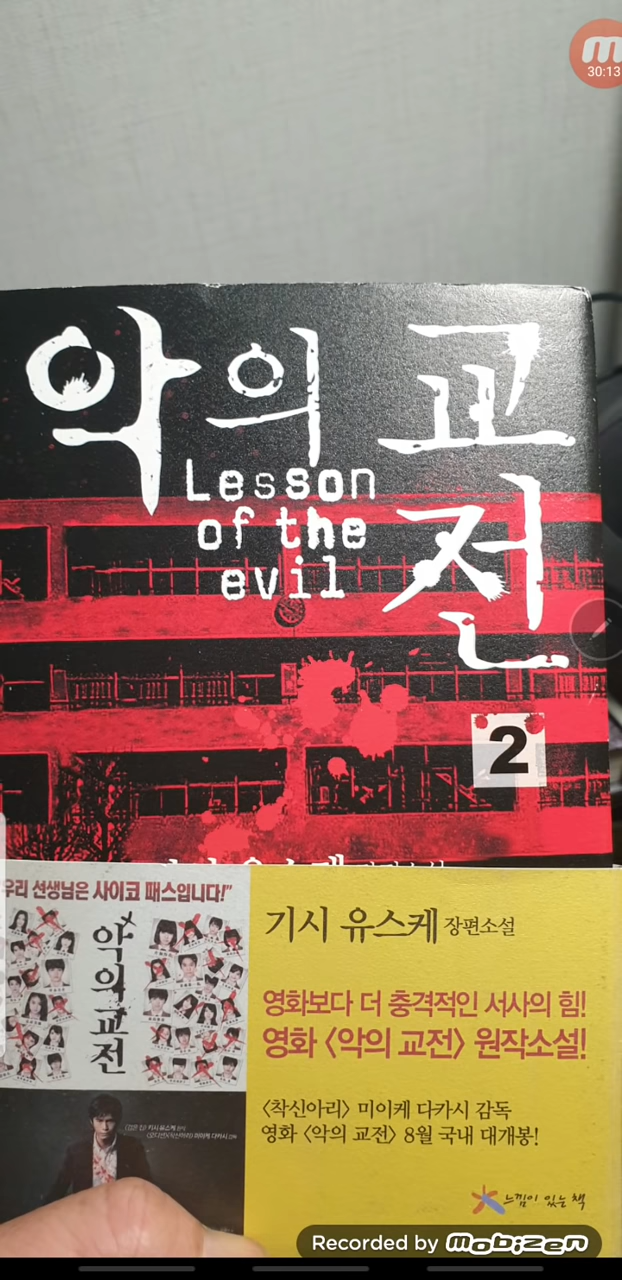 30:13
악의 교
전
Lesson
of the
evil
2
우리 선생님은 사이코 패스입니다!"
악의 교전
기시 유스케 장편소설
영화보다 더 충격적인 서사의 힘!
영화 〈악의 교전〉 원작소설!
〈착신아리〉 미이케 다카시 감독
영화 〈악의 교전〉 8월 국내 대개봉!
느낌이 있는 책
Recorded by mobizen